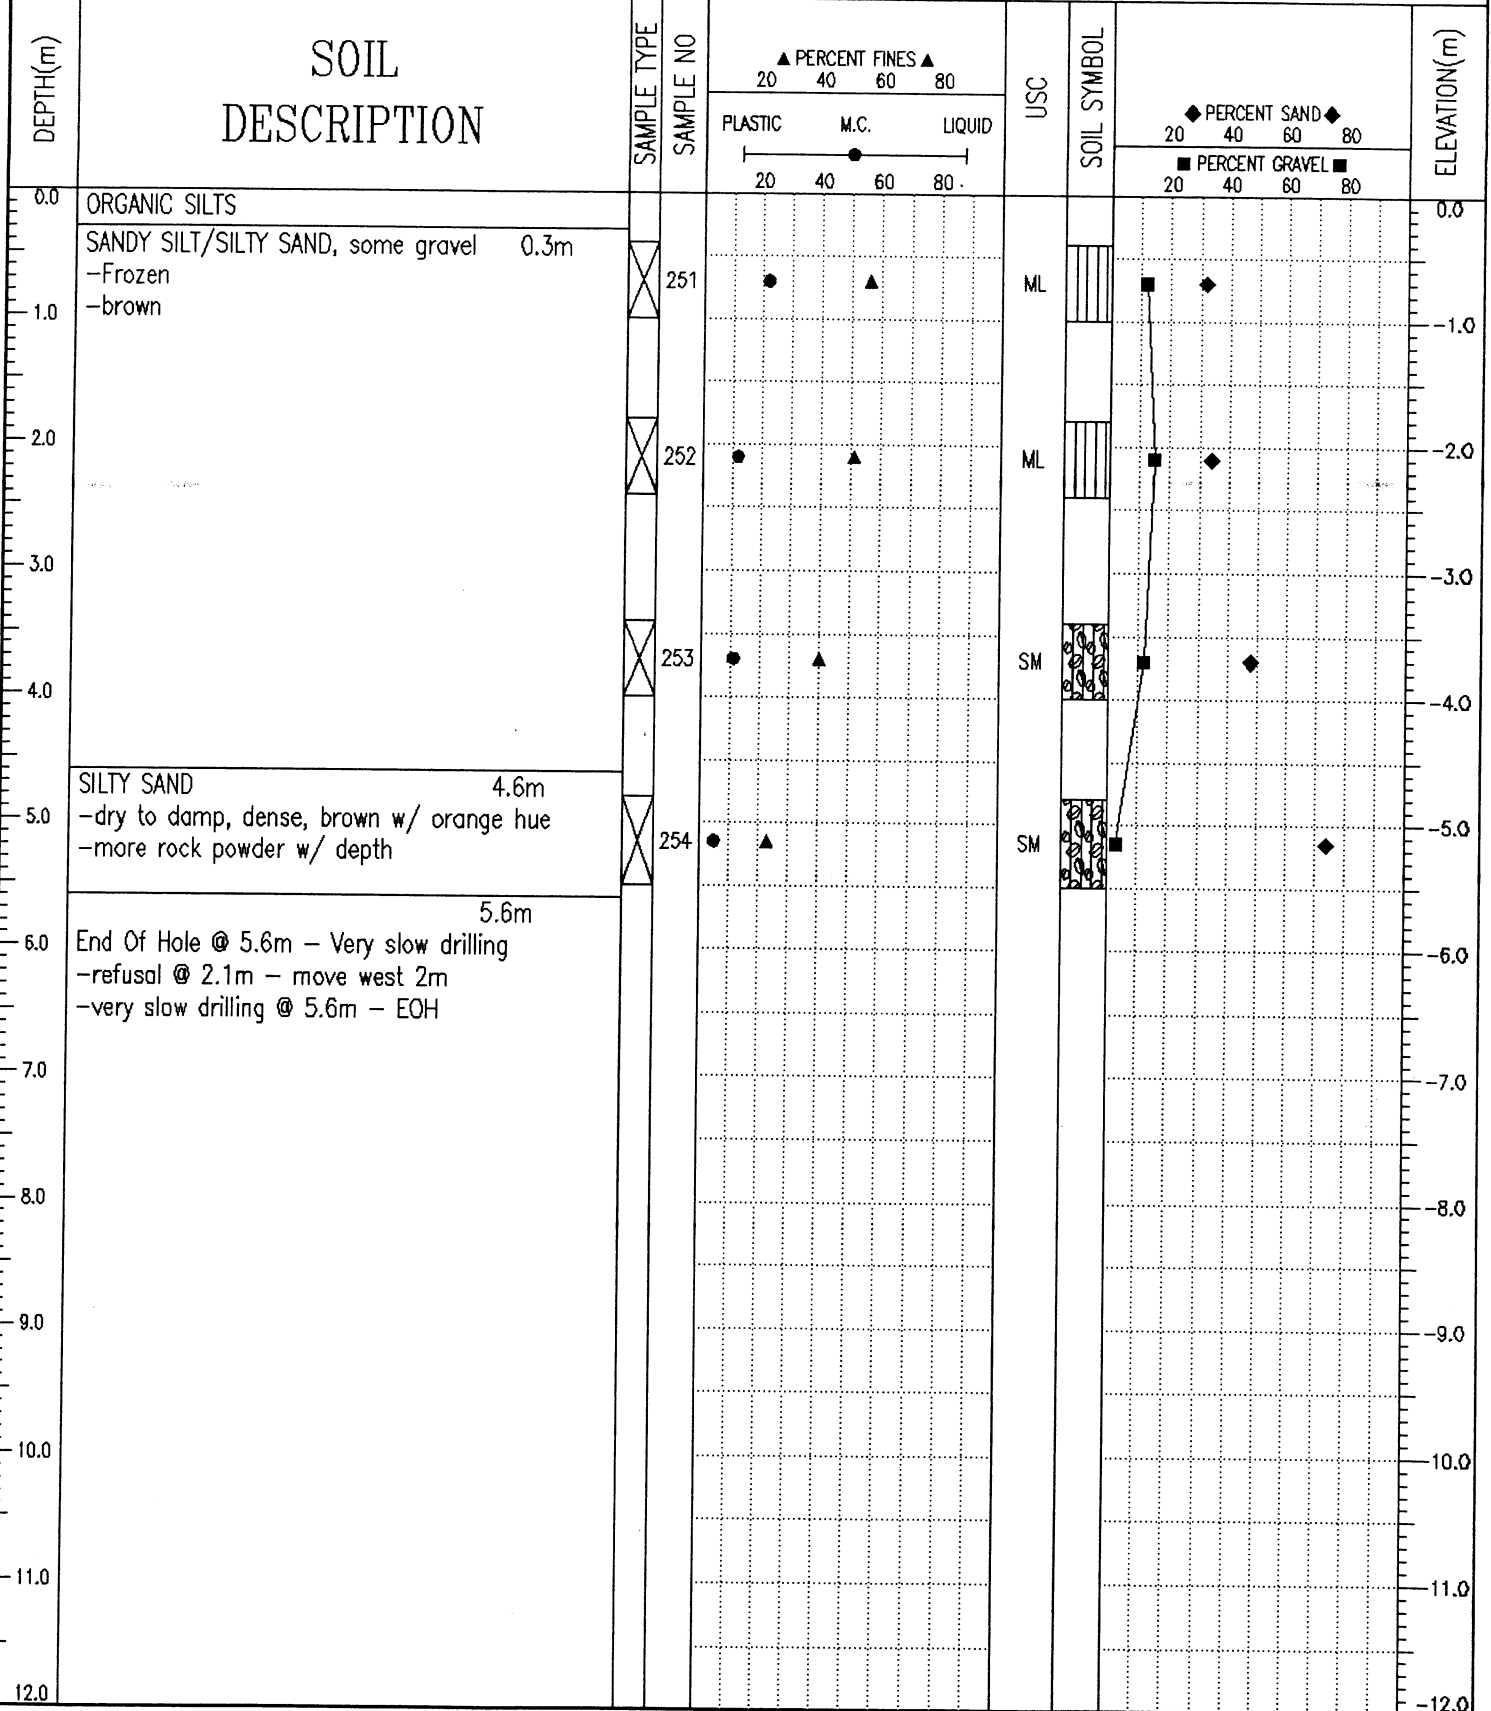 DEPTH(m)
SOIL
DESCRIPTION
SAMPLE TYPE
SAMPLE NO
▲ PERCENT FINES ▲
20 40 60 80
PLASTIC M.C. LIQUID
20 40 60 80
USC
SOIL SYMBOL
◆ PERCENT SAND ◆
20 40 60 80
■ PERCENT GRAVEL ■
20 40 60 80
ELEVATION(m)
0.0
ORGANIC SILTS
0.0
SANDY SILT/SILTY SAND, some gravel 0.3m
-Frozen
251
ML
-brown
1.0
-1.0
2.0
252
ML
-2.0
3.0
-3.0
253
SM
4.0
-4.0
SILTY SAND 4.6m
5.0
-dry to damp, dense, brown w/ orange hue
-5.0
-more rock powder w/ depth
254
SM
5.6m
6.0
End Of Hole @ 5.6m - Very slow drilling
-6.0
-refusal @ 2.1m - move west 2m
-very slow drilling @ 5.6m - EOH
7.0
-7.0
8.0
-8.0
9.0
-9.0
10.0
-10.0
11.0
-11.0
12.0
-12.0